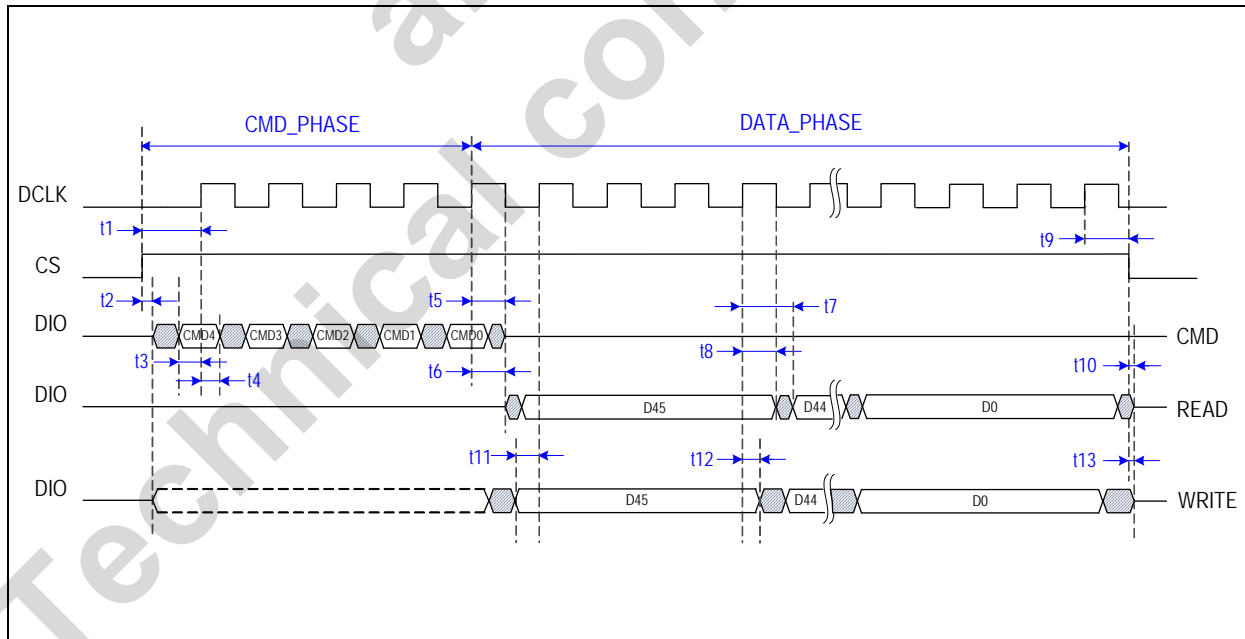 CMD_PHASE
DATA_PHASE
DCLK
t1
t9
CS
t2
t5
t7
DIO
CMD4
CMD3
CMD2
CMD1
CMD0
CMD
t3
t4
t6
t8
t10
DIO
D45
D44
D0
READ
t11
t12
t13
DIO
D45
D44
D0
WRITE
Technical con